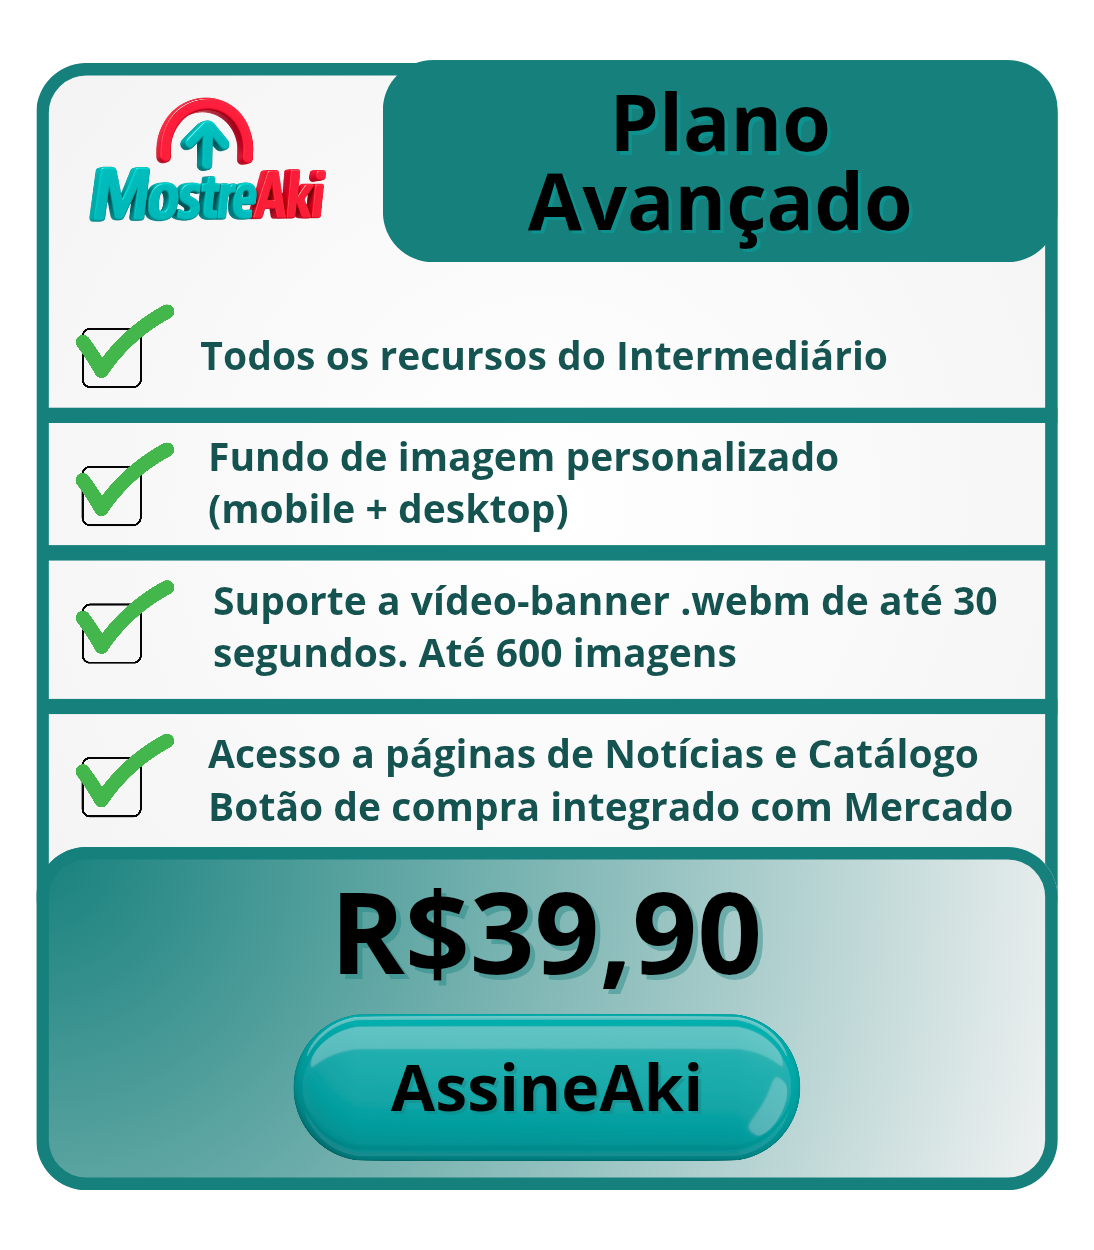 MostreAki
Plano
Avançado
Todos os recursos do Intermediário
Fundo de imagem personalizado
(mobile + desktop)
Suporte a vídeo-banner .webm de até 30
segundos. Até 600 imagens
Acesso a páginas de Notícias e Catálogo
Botão de compra integrado com Mercado
R$39,90
AssineAki